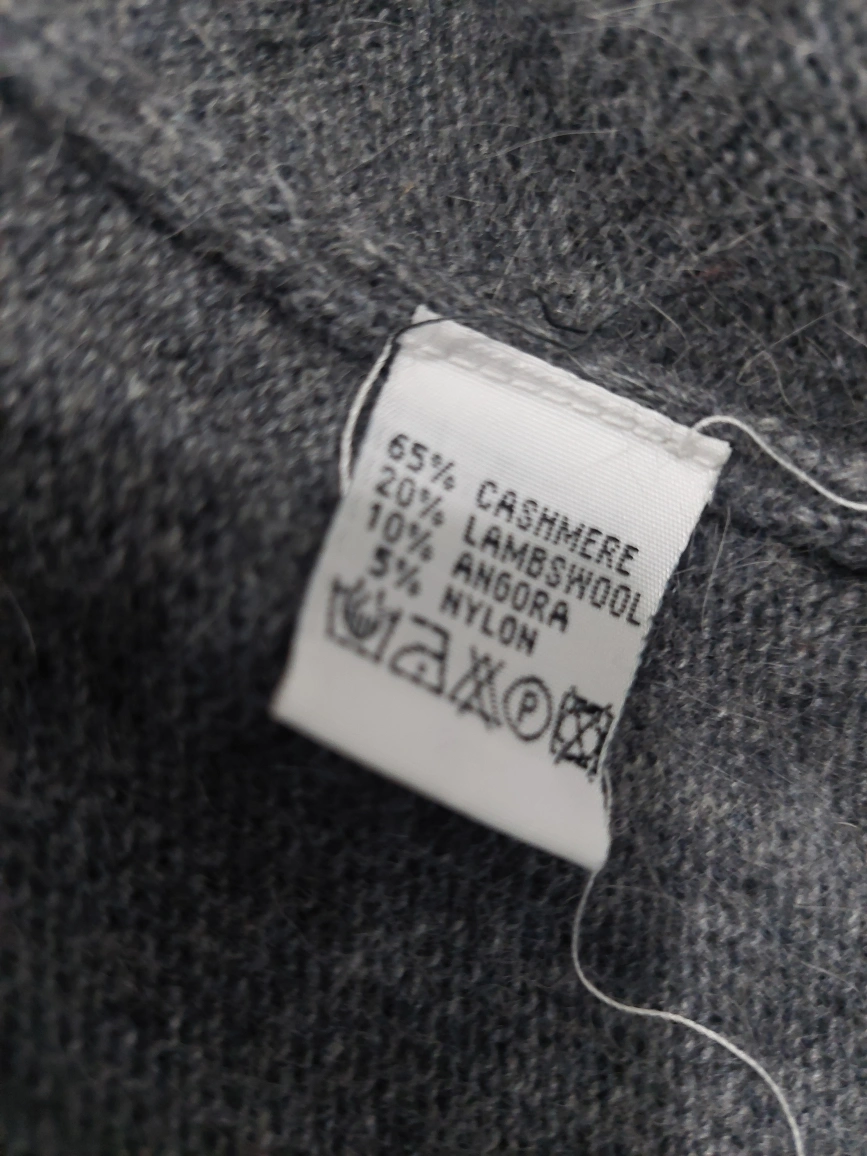 65% CASHMERE
20% LAMBSWOOL
10% ANGORA
5% NYLON
P